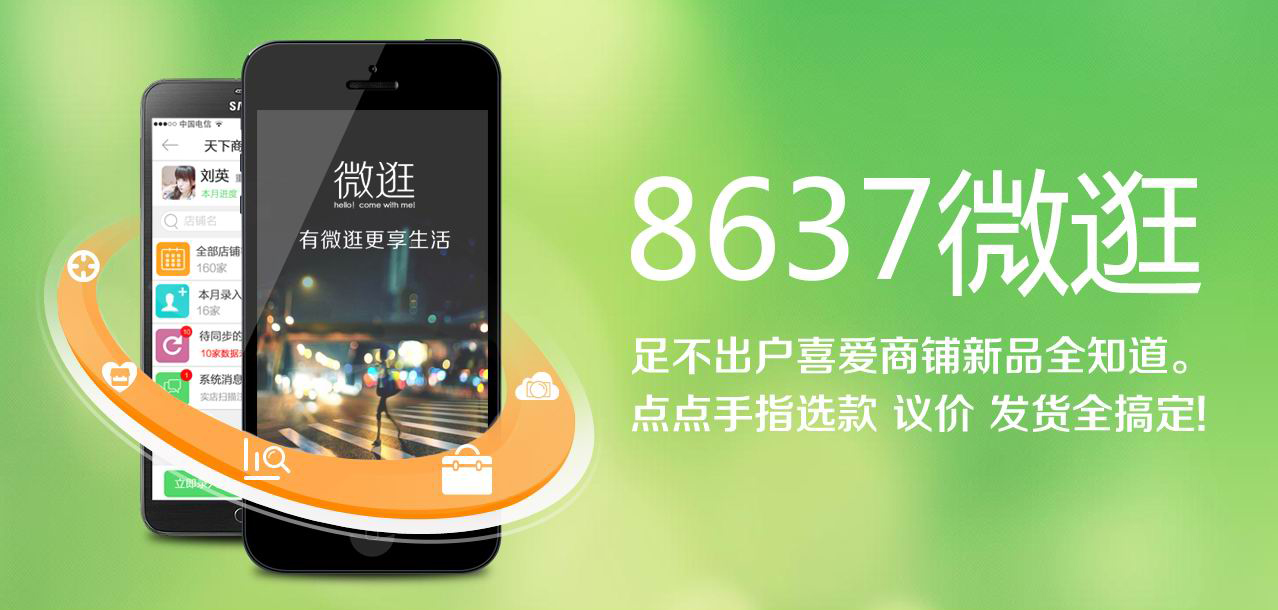 8637微逛
足不出户喜爱商铺新品全知道。
点点手指选款 议价 发货全搞定!
微逛
hello! come with me!
有微逛更享生活
中国电信
天下商
刘英
本月进度
店铺名
全部店铺
160家
本月录入
16家
10
待同步的
10家数据
1
系统消息
实店扫描
立即录